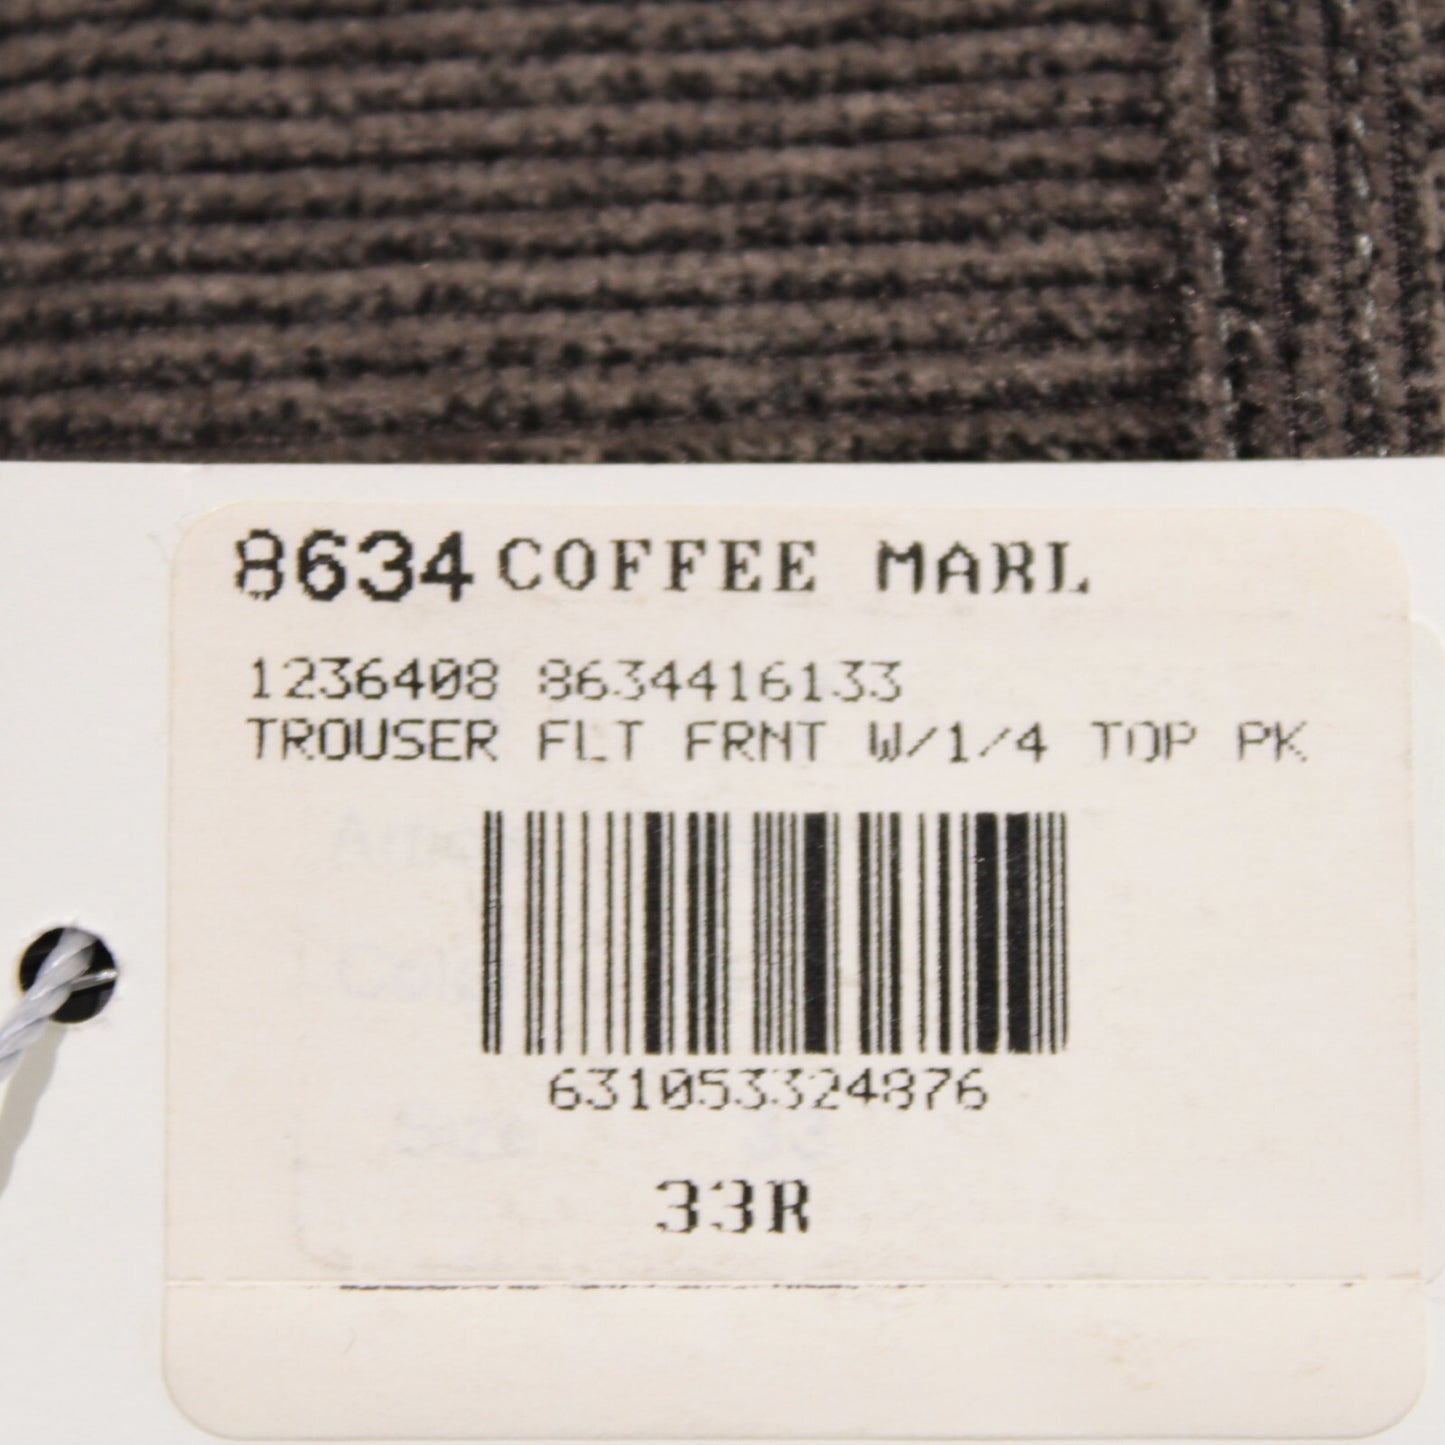 8634 COFFEE MARL
1236408 8634416133
TROUSER FLT FRNT W/1/4 TOP PK
631053324876
33R